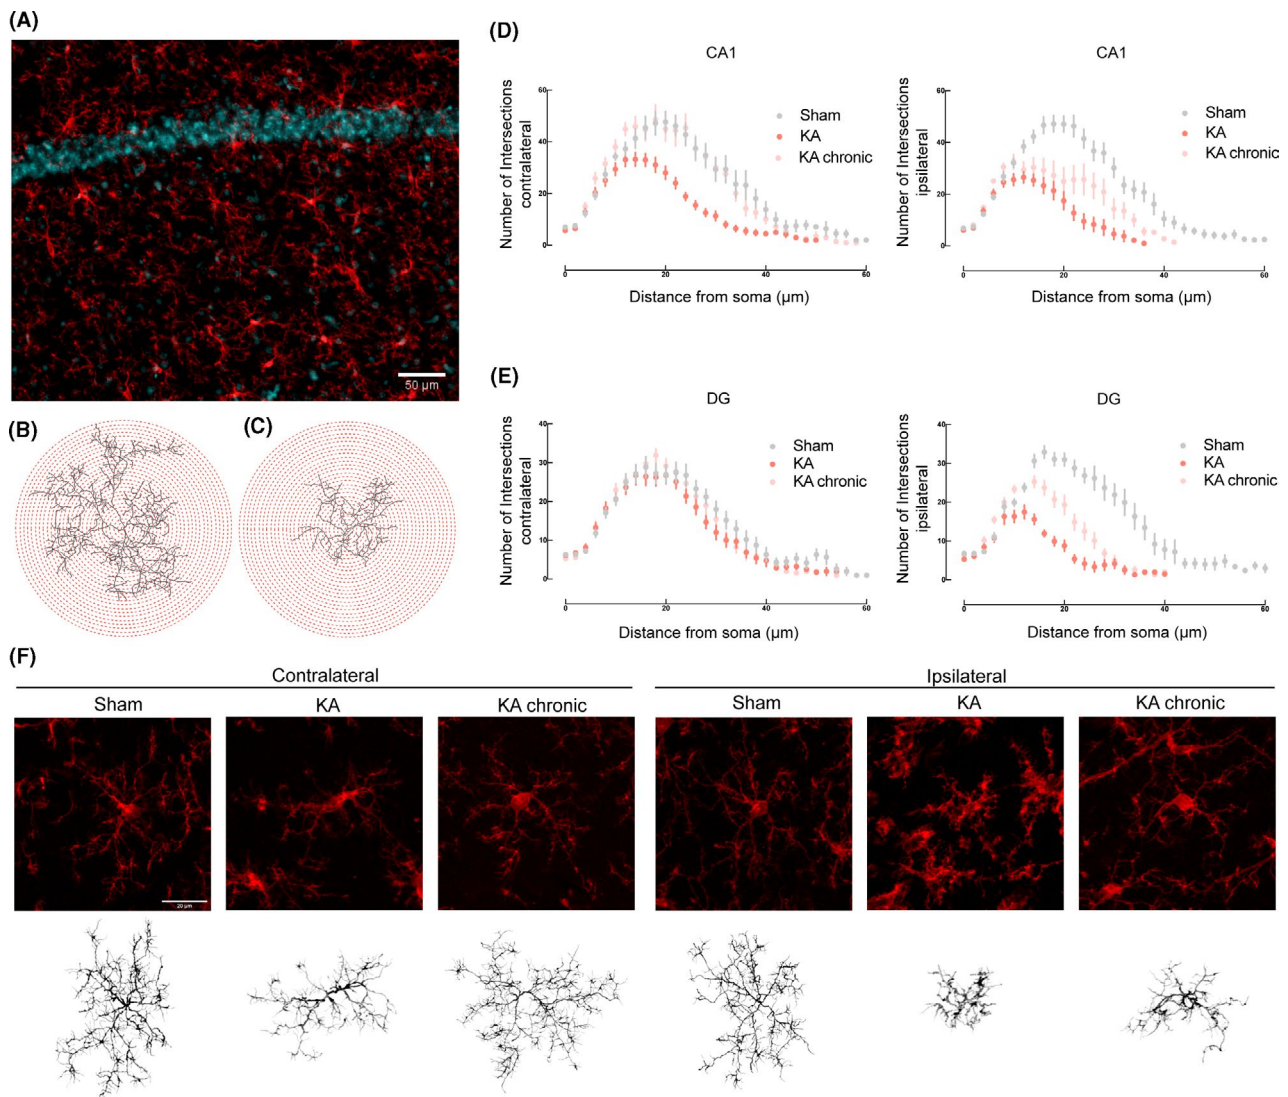 (A)
50 µm
(B)
(C)
(D)
CA1
Number of Intersections
contralateral
60
40
20
0
Sham
KA
KA chronic
0
20
40
60
Distance from soma (µm)
CA1
Number of Intersections
ipsilateral
60
40
20
0
Sham
KA
KA chronic
0
20
40
60
Distance from soma (µm)
(E)
DG
Number of Intersections
contralateral
40
30
20
10
0
Sham
KA
KA chronic
0
20
40
60
Distance from soma (µm)
DG
Number of Intersections
ipsilateral
40
30
20
10
0
Sham
KA
KA chronic
0
20
40
60
Distance from soma (µm)
(F)
Contralateral
Ipsilateral
Sham
KA
KA chronic
Sham
KA
KA chronic
20 µm